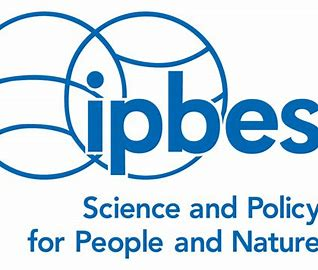 ipbes
Science and Policy
for People and Nature